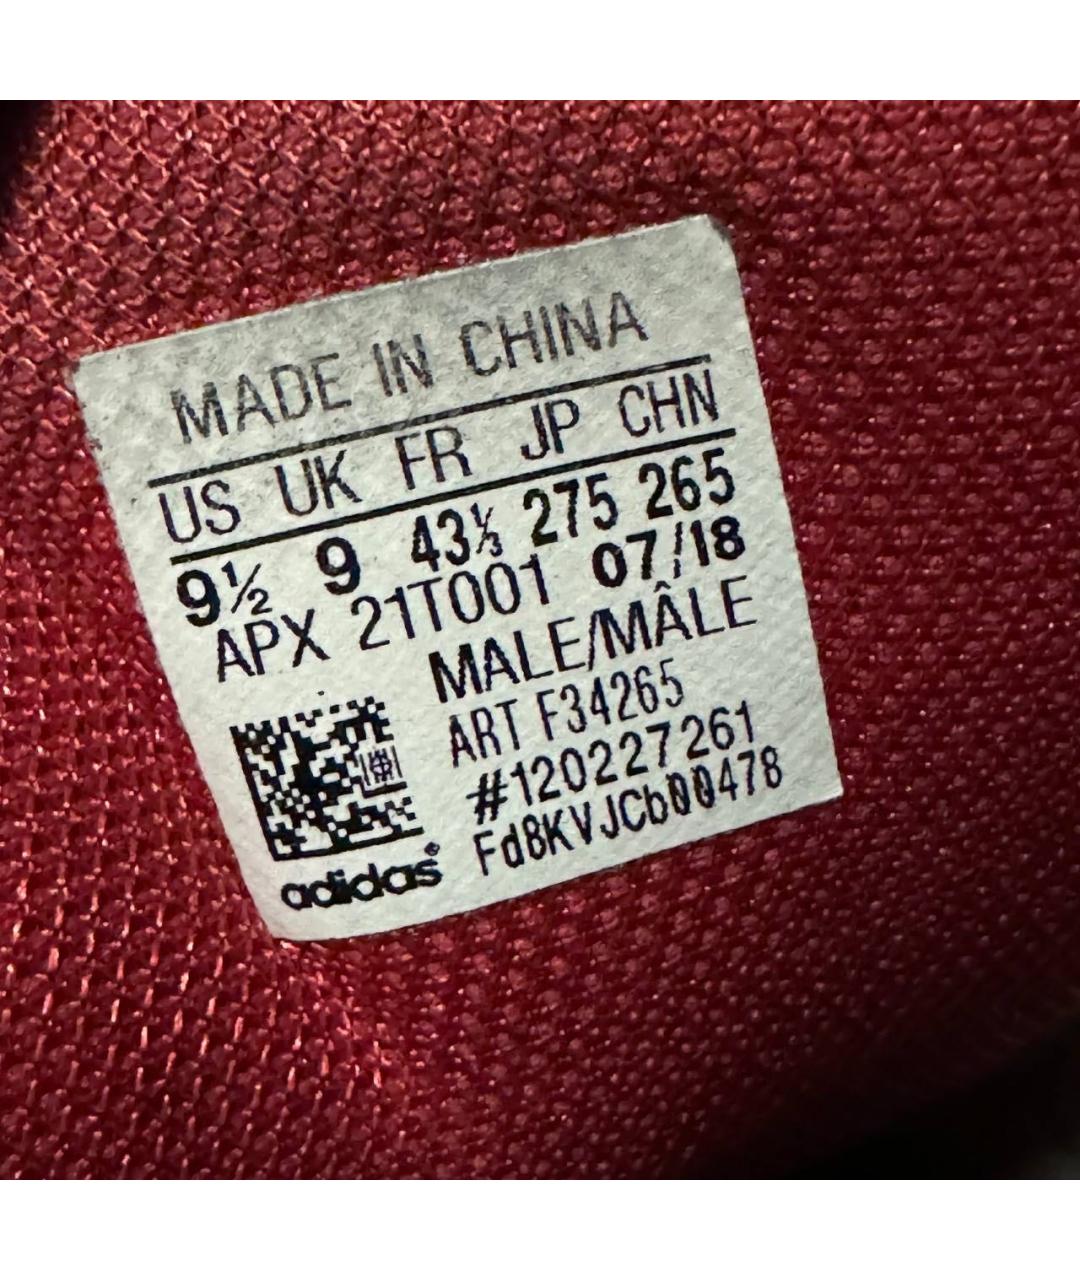 MADE IN CHINA
US UK FR JP CHN
9½ 9 43⅓ 275 265
APX 21T001 07/18
MALE/MÂLE
ART F34265
#120227261
Fd8KVJCb00478
adidas®